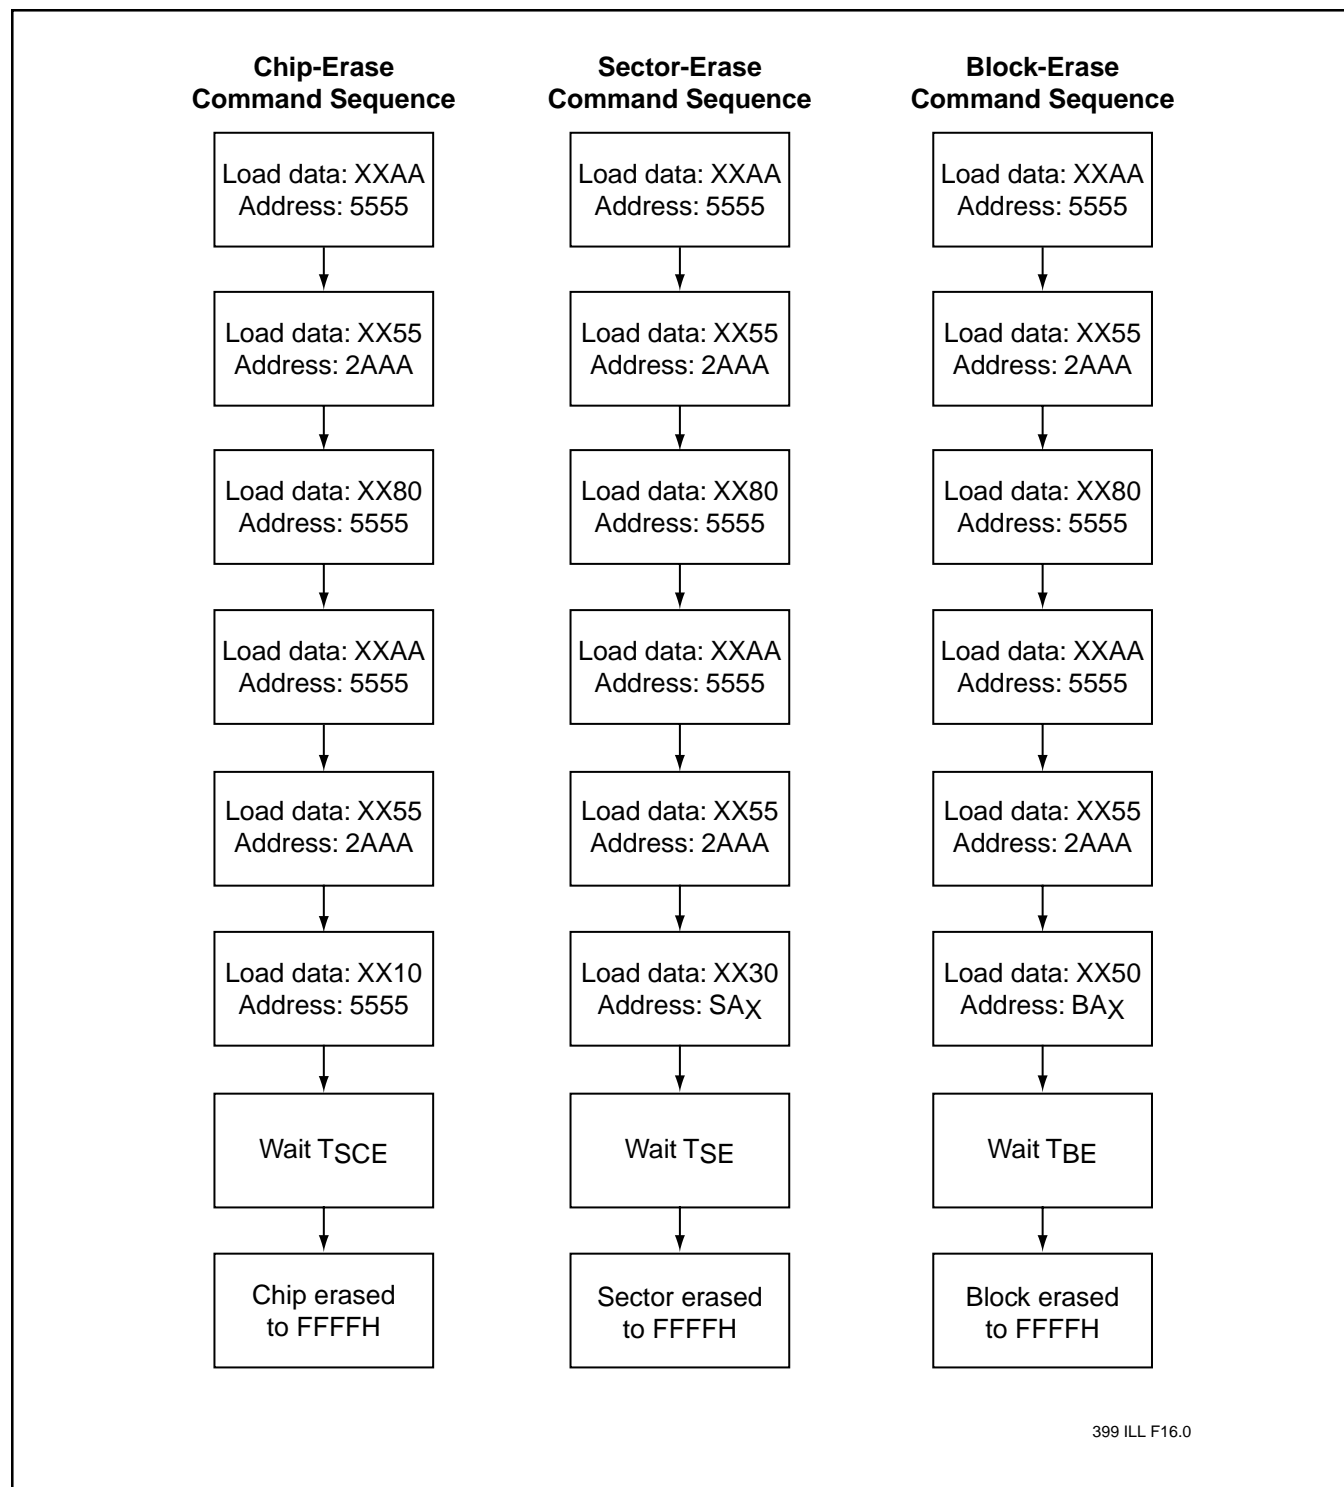 Chip-Erase
Command Sequence
Load data: XXAA
Address: 5555
Load data: XX55
Address: 2AAA
Load data: XX80
Address: 5555
Load data: XXAA
Address: 5555
Load data: XX55
Address: 2AAA
Load data: XX10
Address: 5555
Wait TSCE
Chip erased
to FFFFH
Sector-Erase
Command Sequence
Load data: XXAA
Address: 5555
Load data: XX55
Address: 2AAA
Load data: XX80
Address: 5555
Load data: XXAA
Address: 5555
Load data: XX55
Address: 2AAA
Load data: XX30
Address: SAX
Wait TSE
Sector erased
to FFFFH
Block-Erase
Command Sequence
Load data: XXAA
Address: 5555
Load data: XX55
Address: 2AAA
Load data: XX80
Address: 5555
Load data: XXAA
Address: 5555
Load data: XX55
Address: 2AAA
Load data: XX50
Address: BAX
Wait TBE
Block erased
to FFFFH
399 ILL F16.0